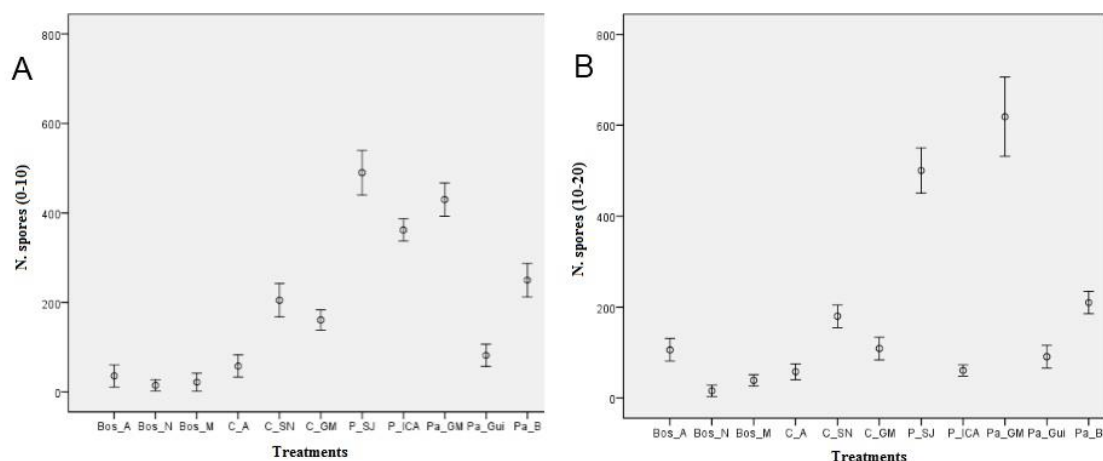 A
N. spores (0-10)
800
600
400
200
0
Bos_A Bos_N Bos_M C_A C_SN C_GM P_SJ P_ICA Pa_GM Pa_Gui Pa_B
Treatments
B
N. spores (10-20)
800
600
400
200
0
Bos_A Bos_N Bos_M C_A C_SN C_GM P_SJ P_ICA Pa_GM Pa_Gui Pa_B
Treatments